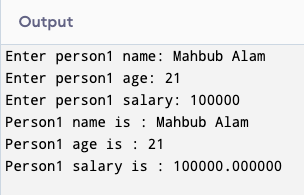 Output
Enter person1 name: Mahbub Alam
Enter person1 age: 21
Enter person1 salary: 100000
Person1 name is : Mahbub Alam
Person1 age is : 21
Person1 salary is : 100000.000000